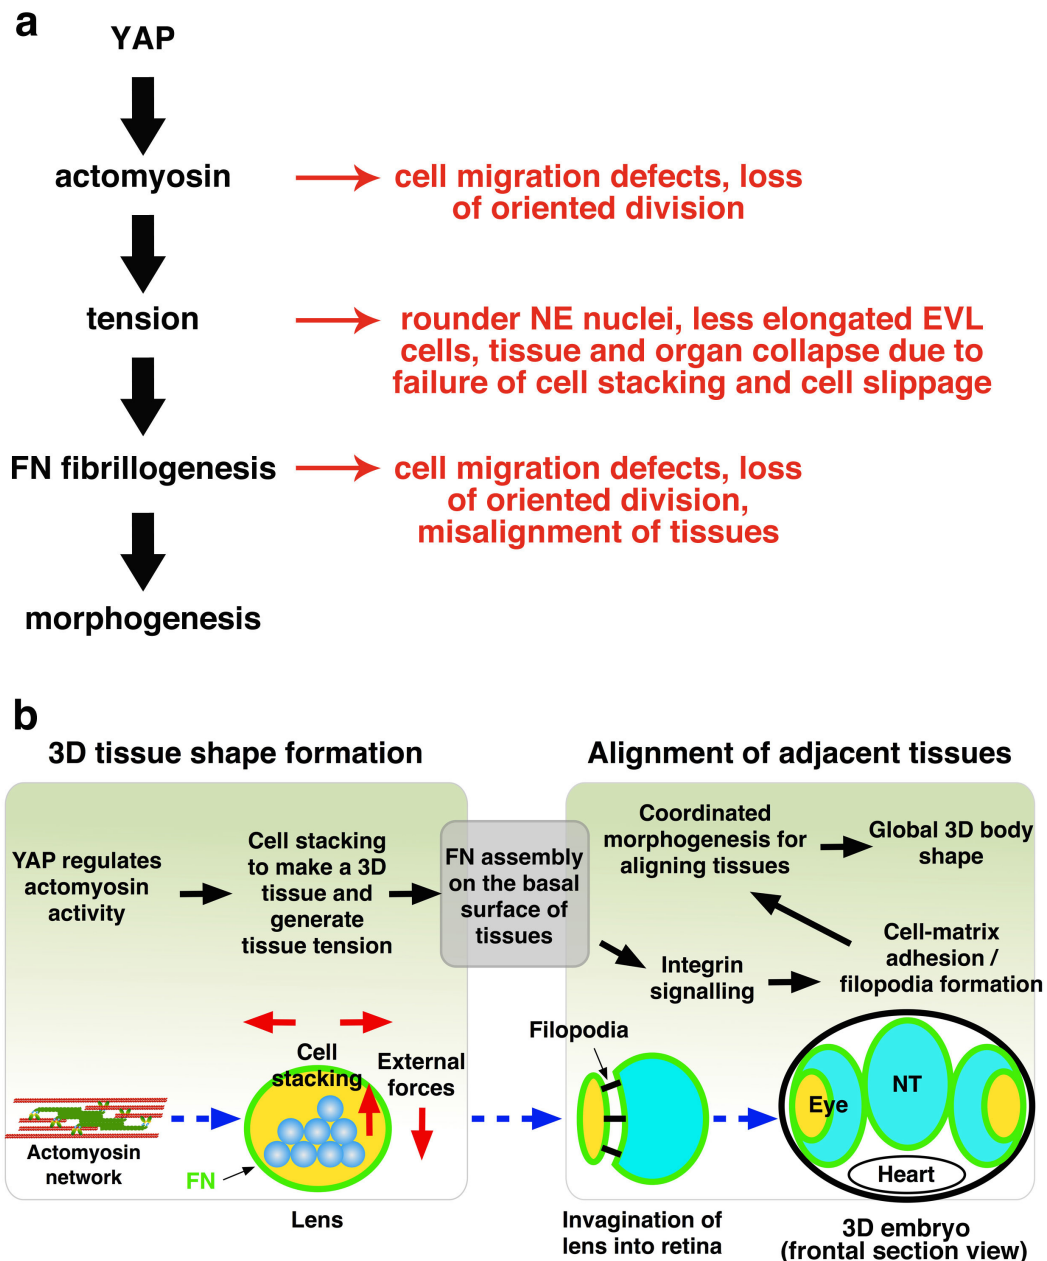 a
YAP
actomyosin
cell migration defects, loss
of oriented division
tension
rounder NE nuclei, less elongated EVL
cells, tissue and organ collapse due to
failure of cell stacking and cell slippage
FN fibrillogenesis
cell migration defects, loss
of oriented division,
misalignment of tissues
morphogenesis
b
3D tissue shape formation
Alignment of adjacent tissues
YAP regulates
actomyosin
activity
Cell stacking
to make a 3D
tissue and
generate
tissue tension
FN assembly
on the basal
surface of
tissues
Coordinated
morphogenesis for
aligning tissues
Global 3D body
shape
Integrin
signalling
Cell-matrix
adhesion /
filopodia formation
Actomyosin
network
Cell
stacking
External
forces
FN
Lens
Filopodia
Invagination of
lens into retina
Eye
NT
Heart
3D embryo
(frontal section view)